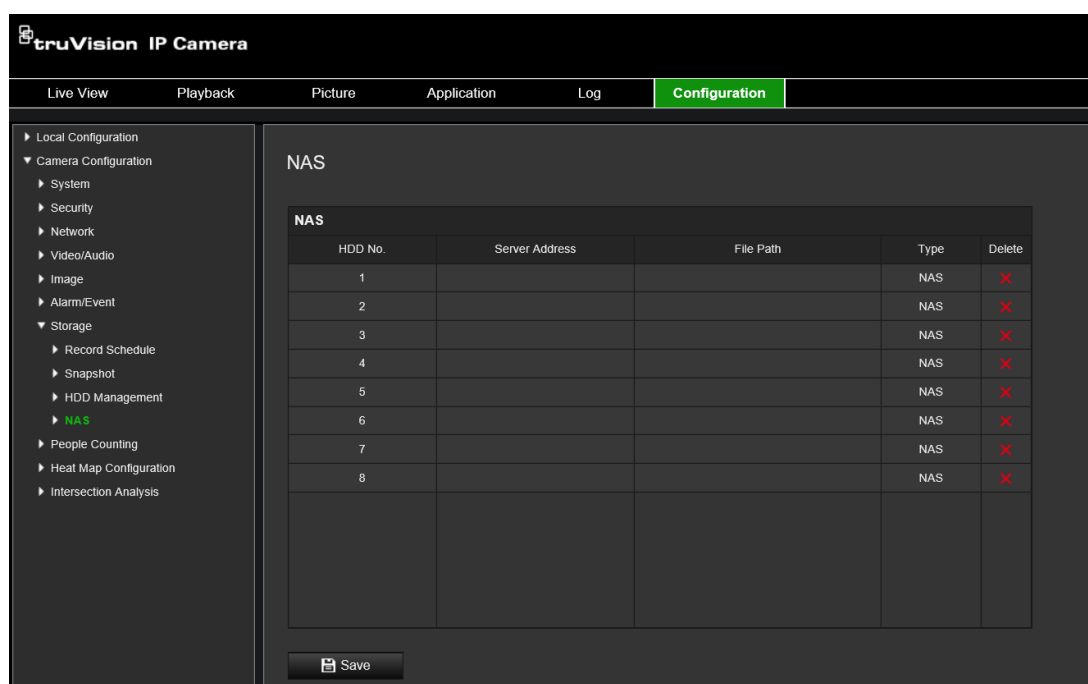 truVision IP Camera
Live View Playback Picture Application Log Configuration
Local Configuration
Camera Configuration
System
Security
Network
Video/Audio
Image
Alarm/Event
Storage
Record Schedule
Snapshot
HDD Management
NAS
People Counting
Heat Map Configuration
Intersection Analysis
NAS
NAS
HDD No. Server Address File Path Type Delete
1 NAS
2 NAS
3 NAS
4 NAS
5 NAS
6 NAS
7 NAS
8 NAS
Save